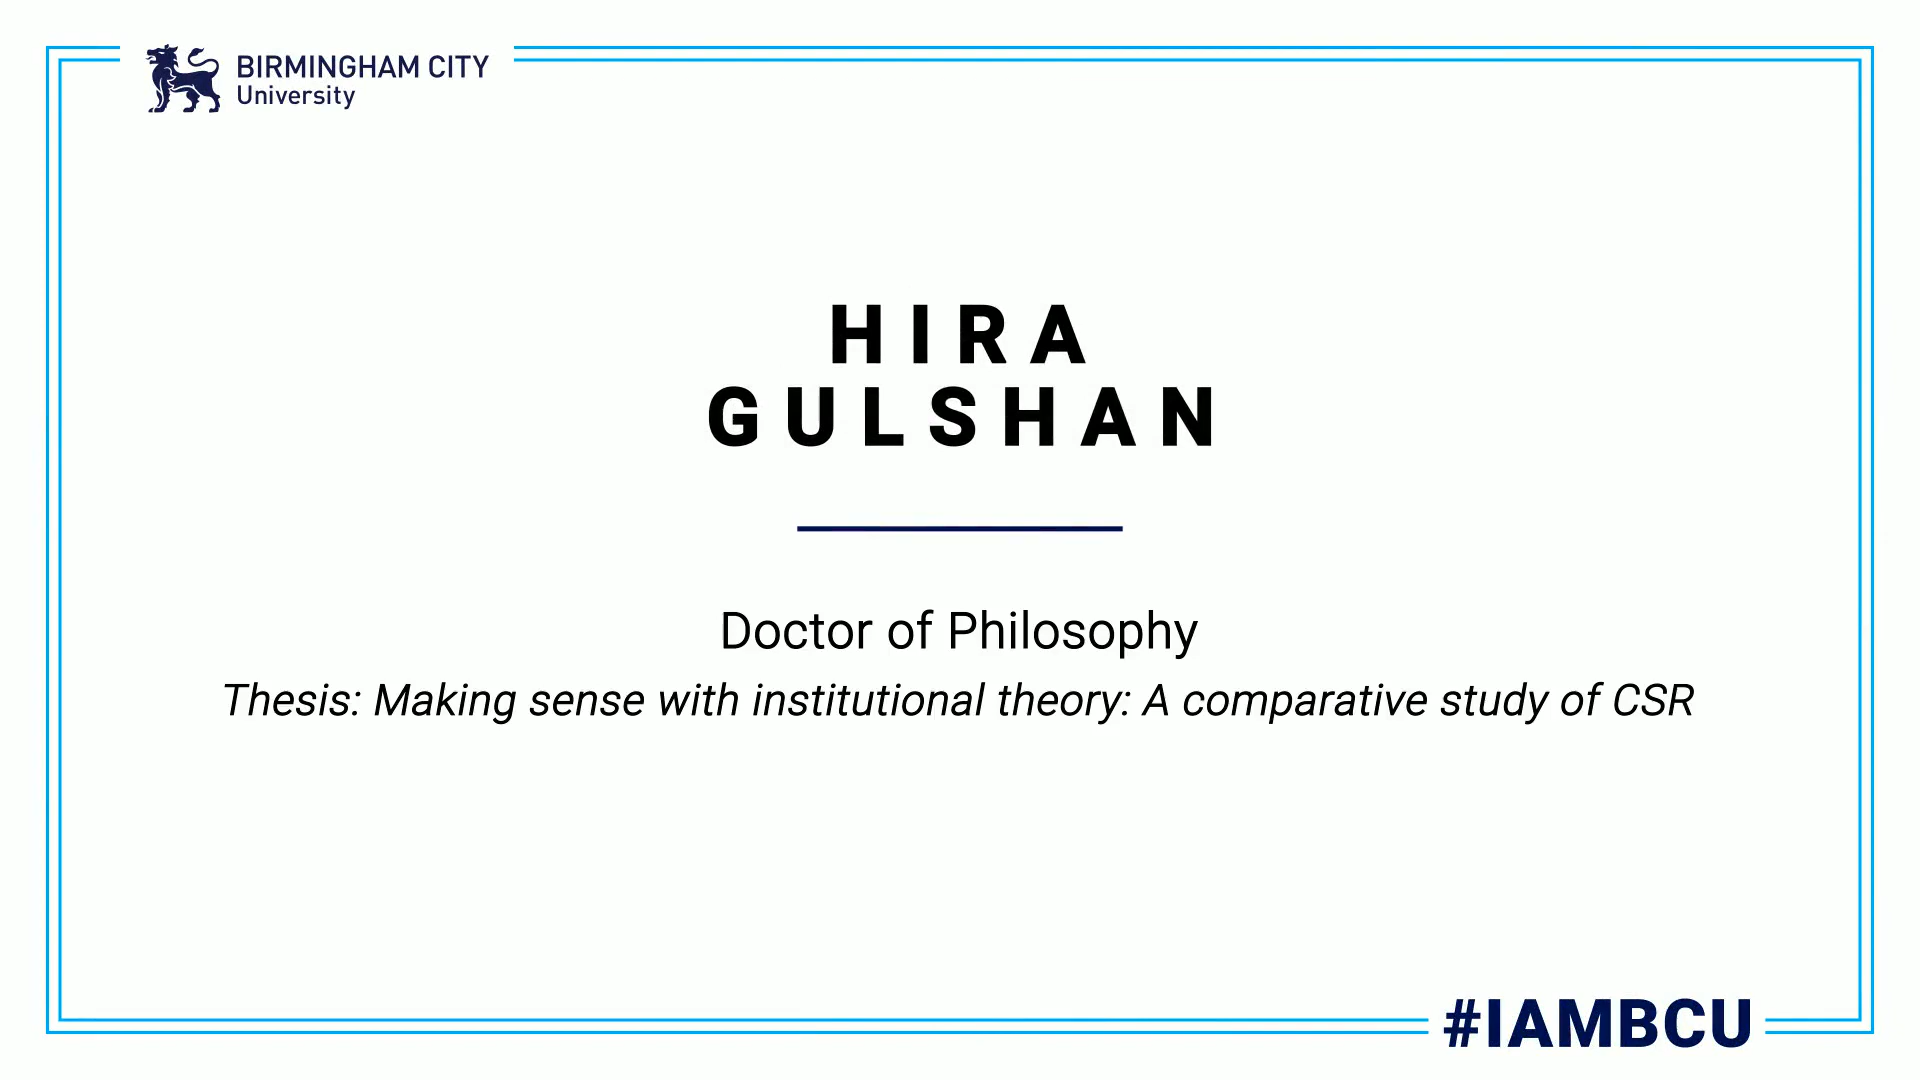 BIRMINGHAM CITY
University
HIRA
GULSHAN
Doctor of Philosophy
Thesis: Making sense with institutional theory: A comparative study of CSR
#IAMBCU